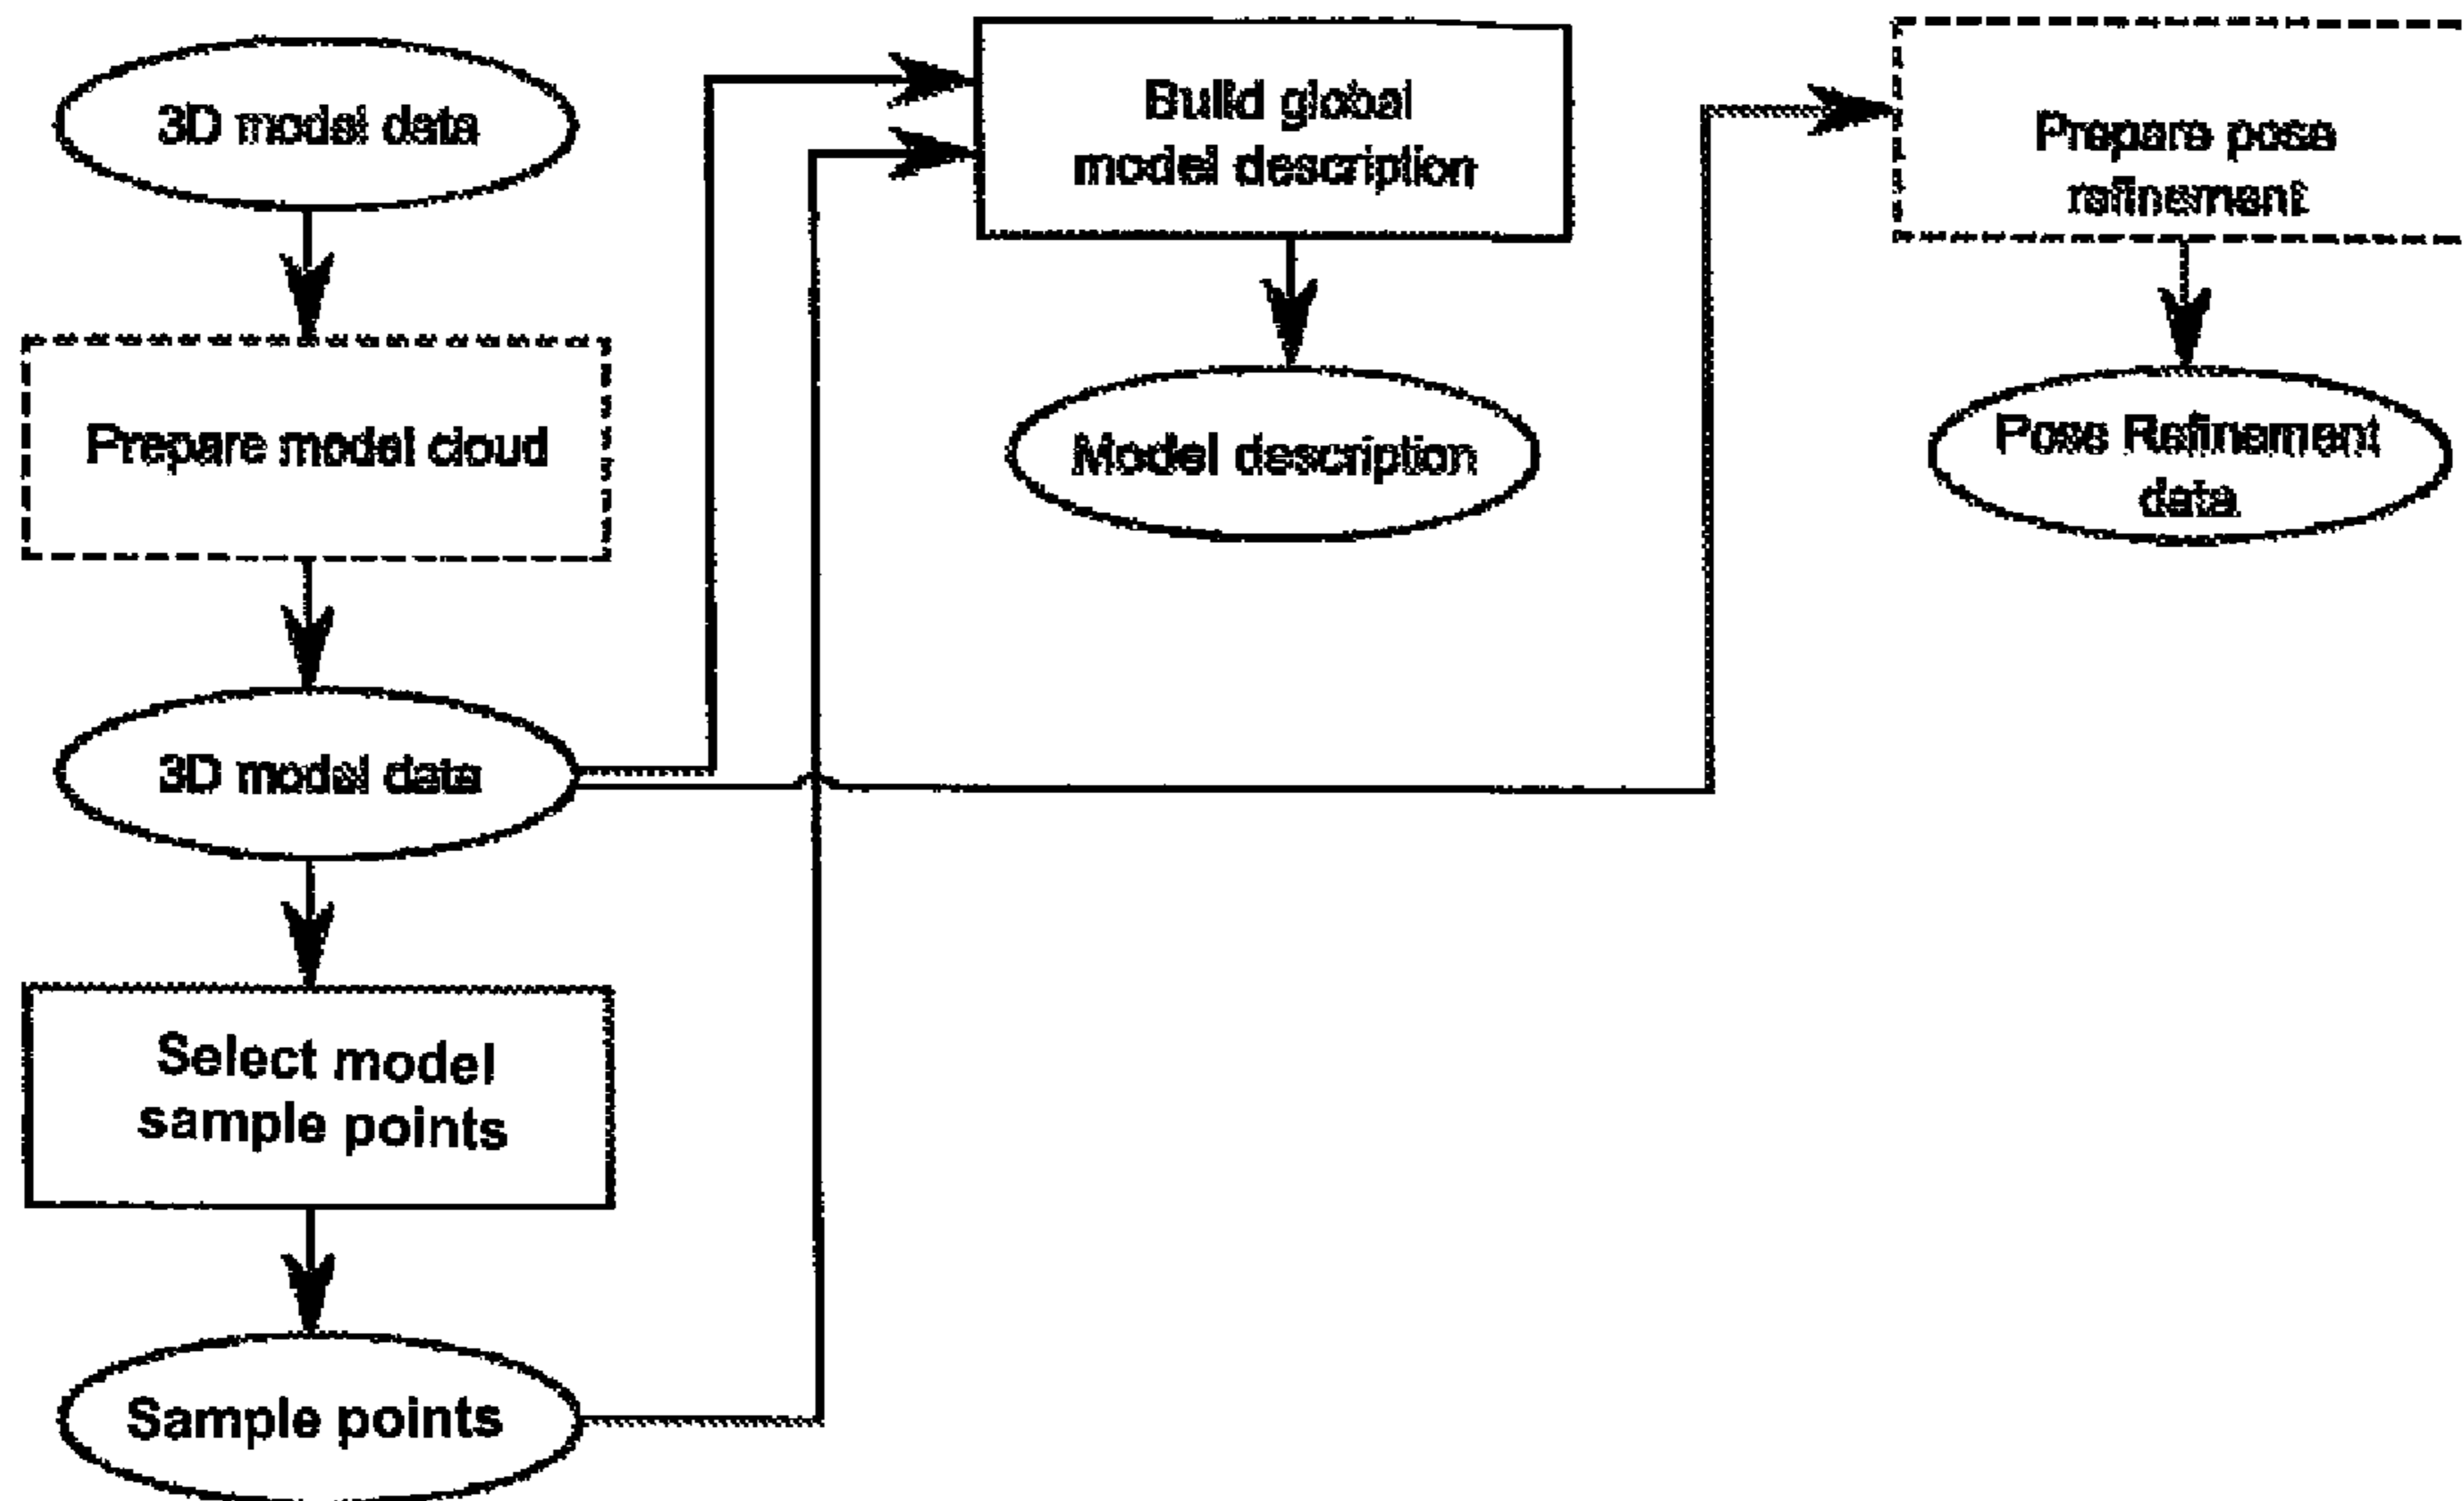 3D model data
Prepare model cloud
3D model data
Select model
sample points
Sample points
Build global
model description
Model description
Prepare pose
refinement
Pose Refinement
data